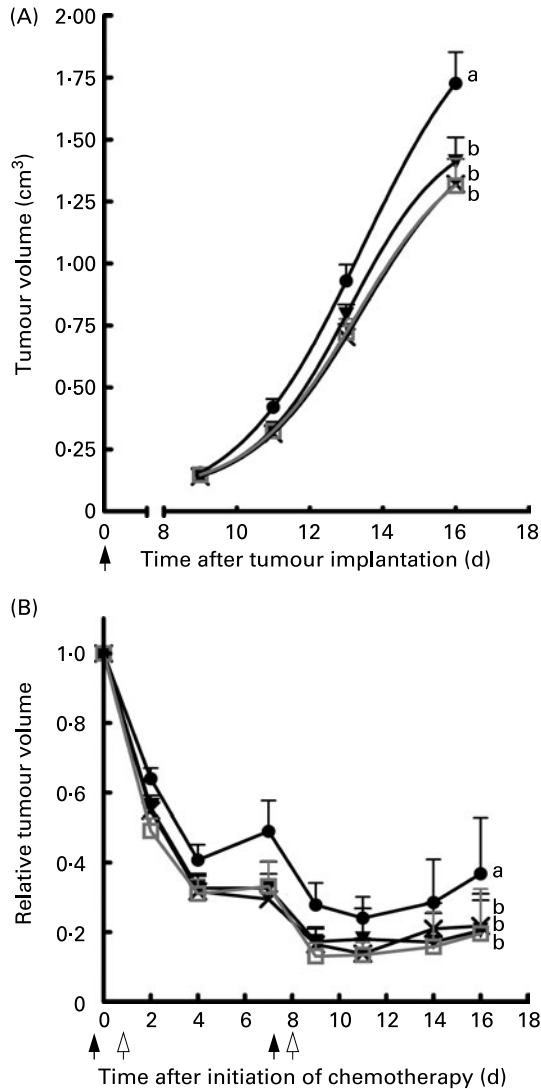 (A)
2·00
1·75
1·50
1·25
1·00
0·75
0·50
0·25
0
Tumour volume (cm³)
a
b
b
b
0 8 10 12 14 16 18
Time after tumour implantation (d)
(B)
1·0
0·8
0·6
0·4
0·2
0
Relative tumour volume
a
b
b
b
0 2 4 6 8 10 12 14 16 18
Time after initiation of chemotherapy (d)